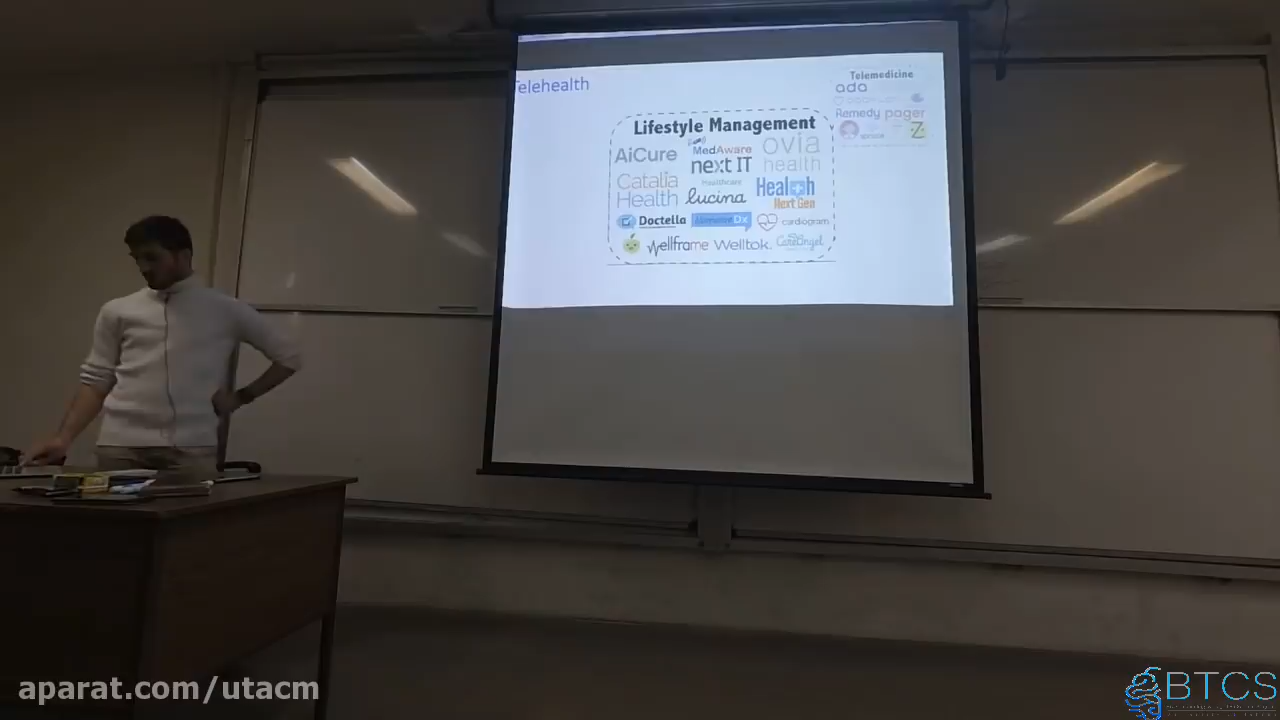 Telehealth
Lifestyle Management
AiCure
MedAware
ovia
health
next IT
Healthcare
Catalia
Health
lucina
Health
Next Gen
Doctella
Dx
cardiogram
Wellframe
Welltok.
CareAngel
Telemedicine
ada
Remedy pager
Z
aparat.com/utacm
BTCS